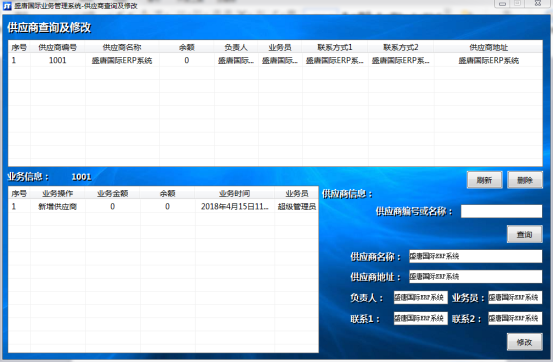 JT 盛唐国际业务管理系统-供应商查询及修改
供应商查询及修改
序号 供应商编号 供应商名称 余额 负责人 业务员 联系方式1 联系方式2 供应商地址
1 1001 盛唐国际ERP系统 0 盛唐国际... 盛唐国际... 盛唐国际ERP系... 盛唐国际ERP系... 盛唐国际ERP系统
业务信息： 1001 刷新 删除
序号 业务操作 业务金额 余额 业务时间 业务员
1 新增供应商 0 0 2018年4月15日11... 超级管理员
供应商信息：
供应商编号或名称：
查询
供应商名称： 盛唐国际ERP系统
供应商地址： 盛唐国际ERP系统
负责人： 盛唐国际ERP系统 业务员： 盛唐国际ERP系统
联系1： 盛唐国际ERP系统 联系2： 盛唐国际ERP系统
修改